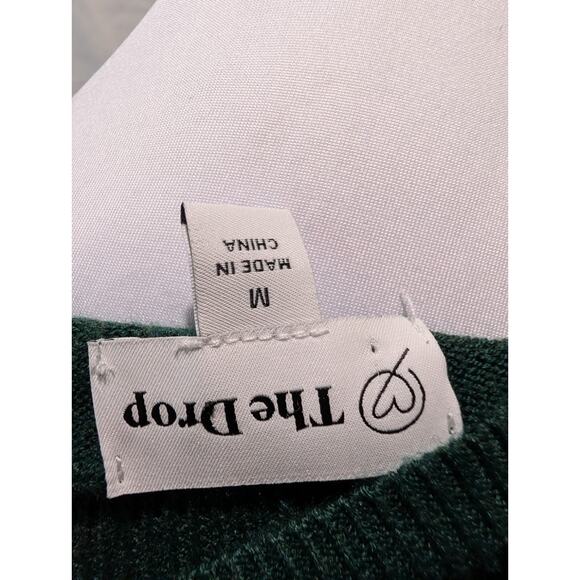 The Drop
M
MADE IN
CHINA